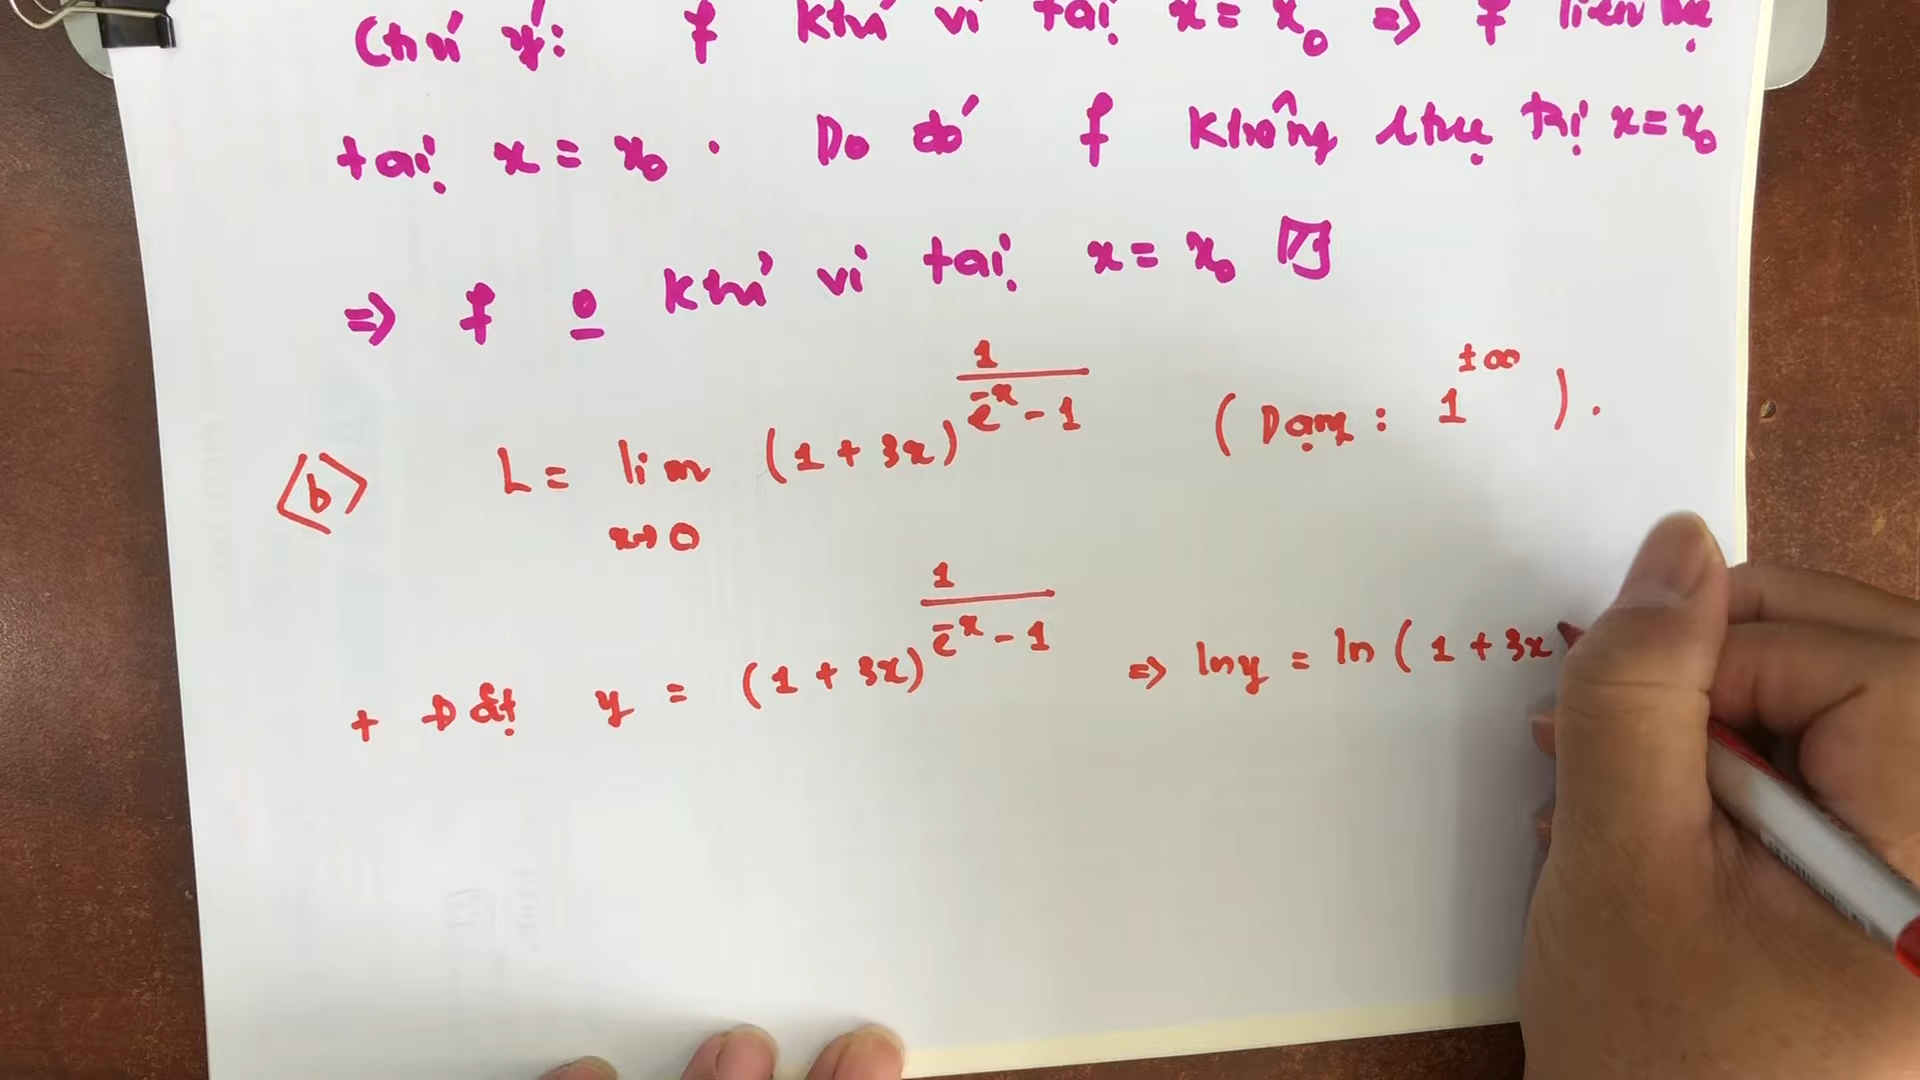 Chú ý: f khả vi tại x = x₀ => f liên tục
tại x = x₀. Do đó f không liên tục tại x = x₀
=> f o̲ khả vi tại x = x₀
<b> L = lim x→0 (1 + 3x)^(1/(e^-x - 1)) (Dạng: 1^±∞).
+ Đặt y = (1 + 3x)^(1/(e^-x - 1)) => lny = ln(1 + 3x